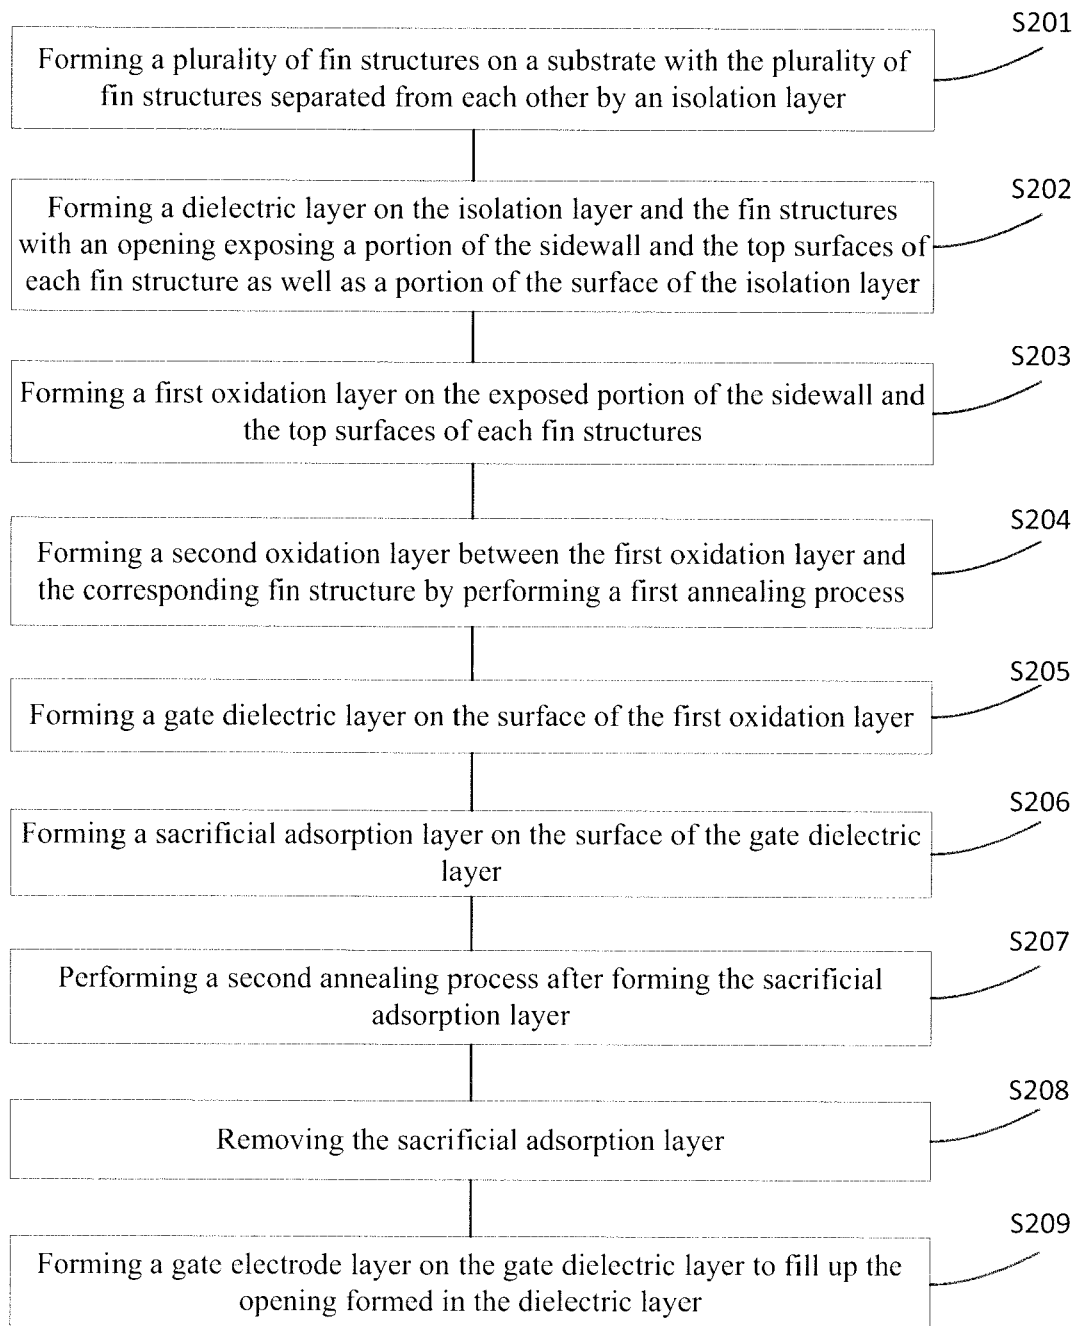 S201
Forming a plurality of fin structures on a substrate with the plurality of
fin structures separated from each other by an isolation layer
S202
Forming a dielectric layer on the isolation layer and the fin structures
with an opening exposing a portion of the sidewall and the top surfaces of
each fin structure as well as a portion of the surface of the isolation layer
S203
Forming a first oxidation layer on the exposed portion of the sidewall and
the top surfaces of each fin structures
S204
Forming a second oxidation layer between the first oxidation layer and
the corresponding fin structure by performing a first annealing process
S205
Forming a gate dielectric layer on the surface of the first oxidation layer
S206
Forming a sacrificial adsorption layer on the surface of the gate dielectric
layer
S207
Performing a second annealing process after forming the sacrificial
adsorption layer
S208
Removing the sacrificial adsorption layer
S209
Forming a gate electrode layer on the gate dielectric layer to fill up the
opening formed in the dielectric layer